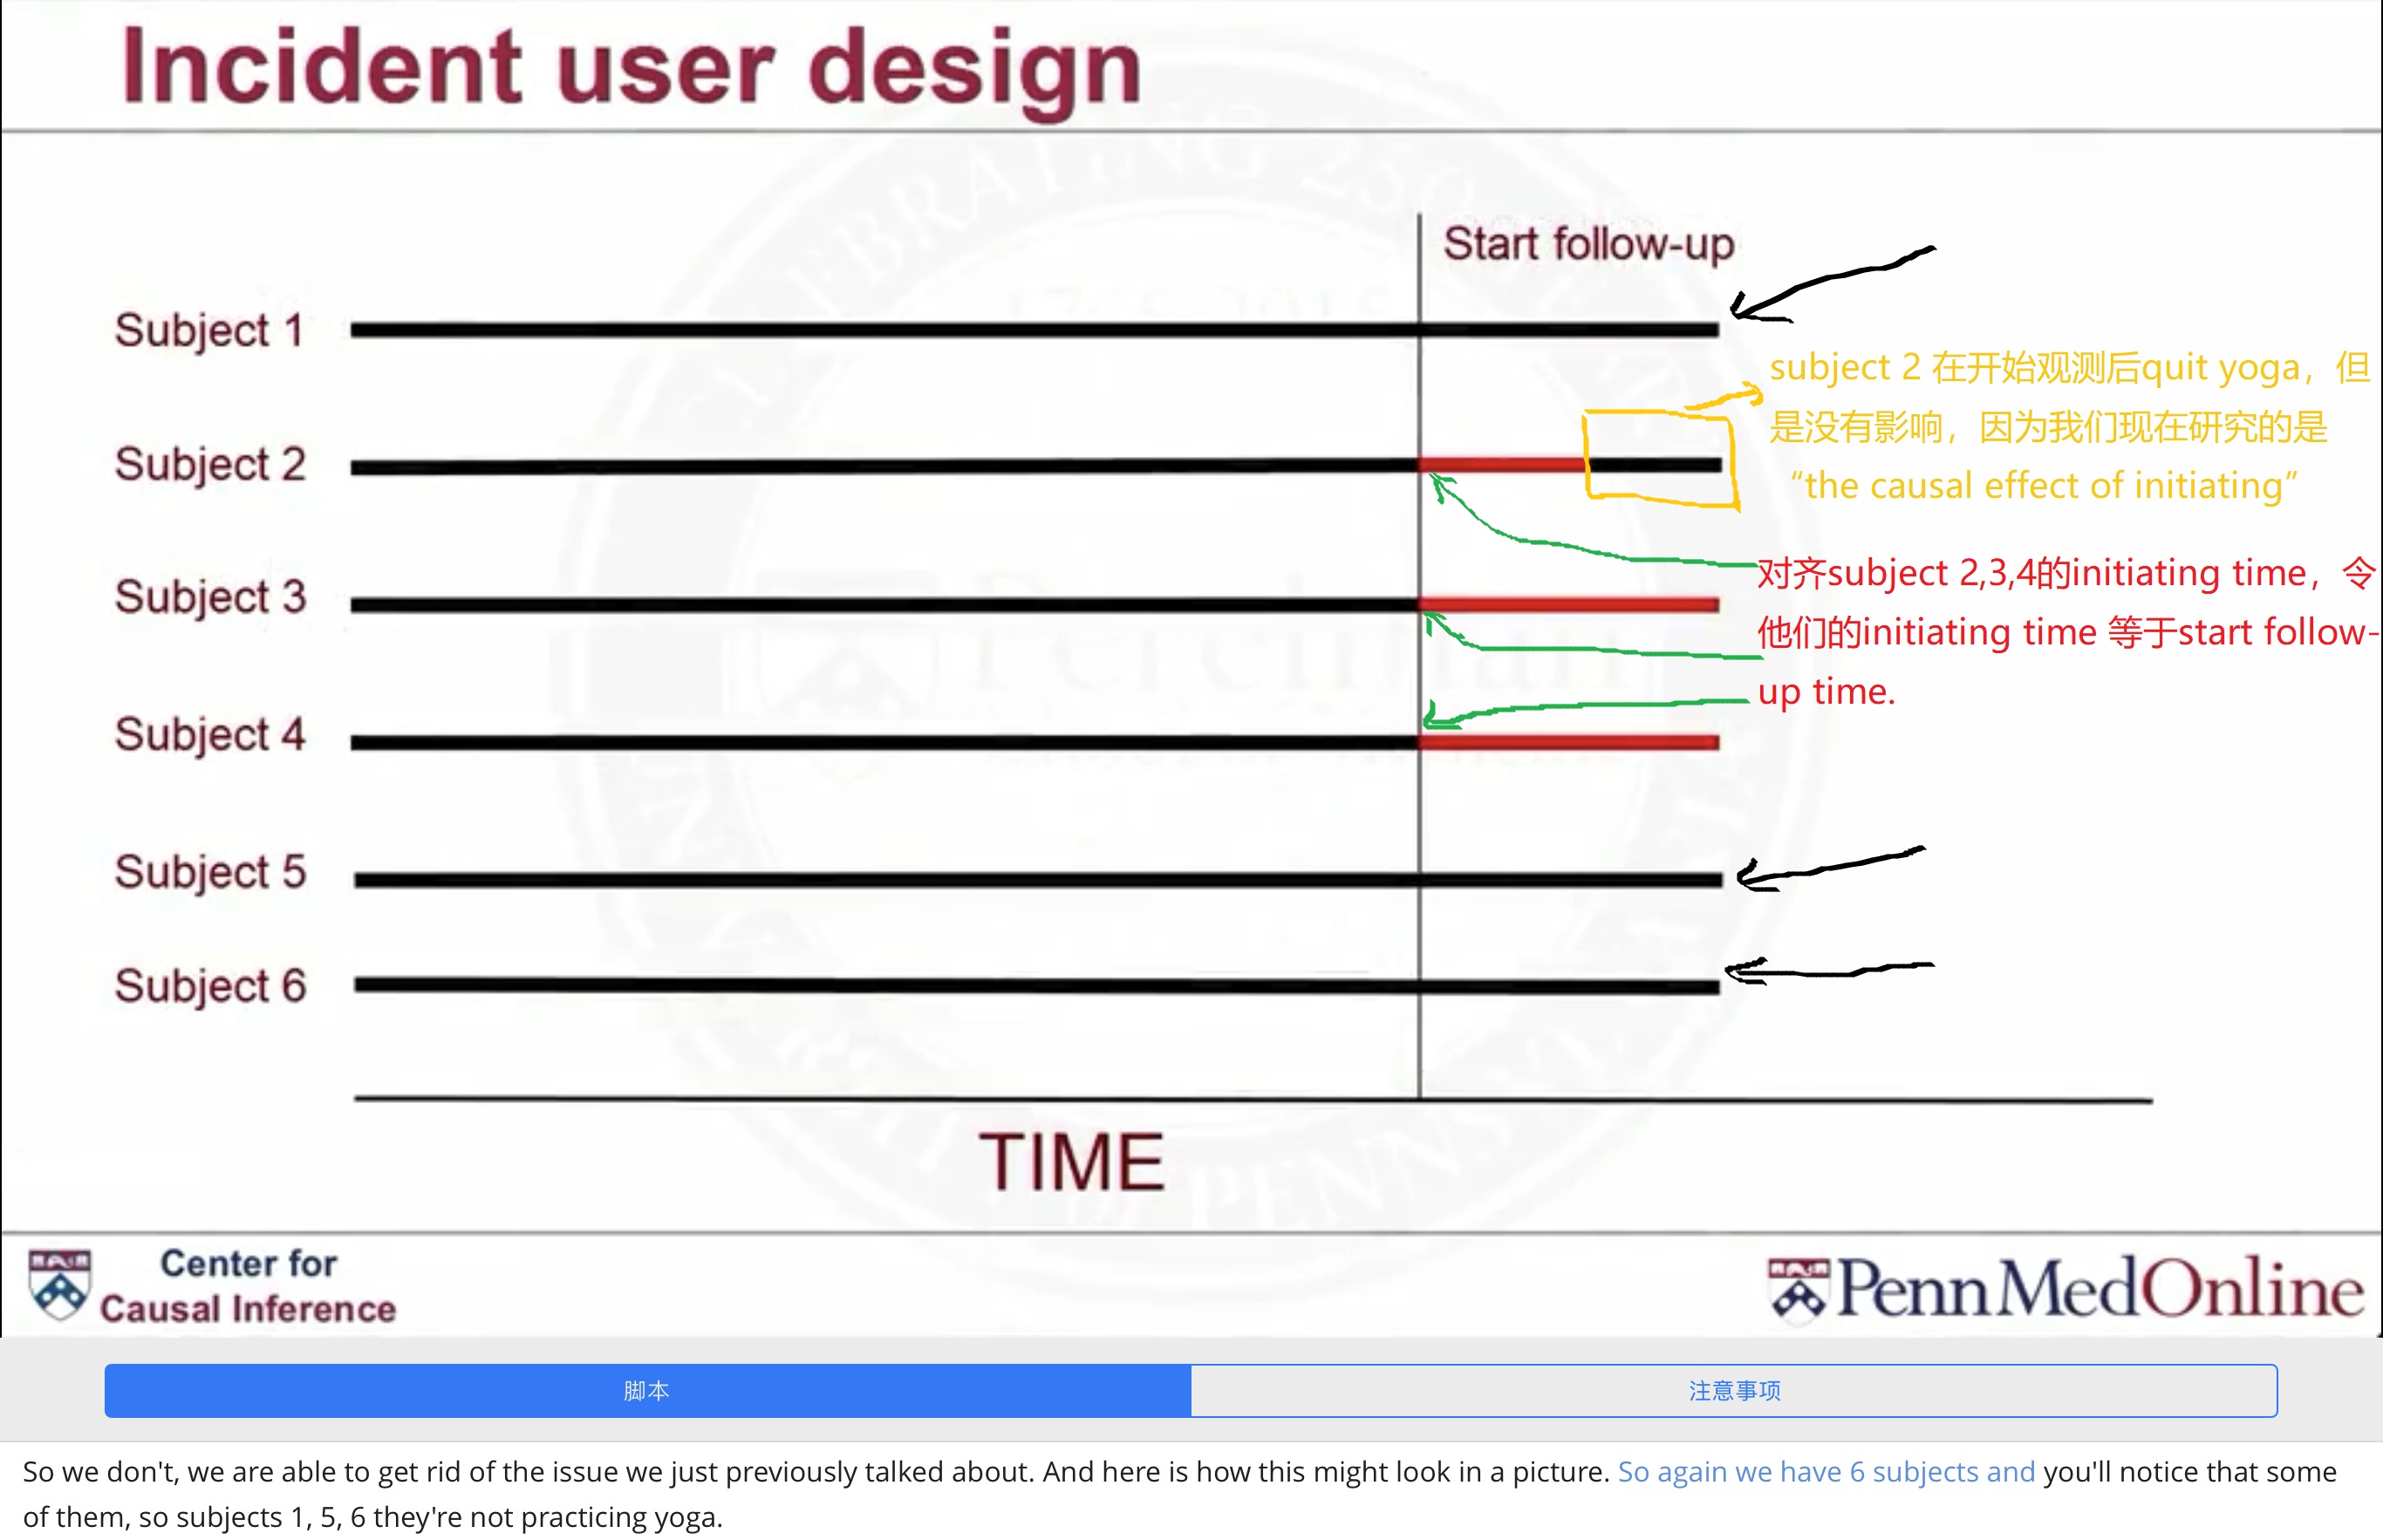 Incident user design
Start follow-up
Subject 1
subject 2 在开始观测后quit yoga，但
是没有影响，因为我们现在研究的是
“the causal effect of initiating”
Subject 2
对齐subject 2,3,4的initiating time，令
他们的initiating time 等于start follow-
up time.
Subject 3
Subject 4
Subject 5
Subject 6
TIME
Center for
Causal Inference
PennMedOnline
脚本
注意事项
So we don't, we are able to get rid of the issue we just previously talked about. And here is how this might look in a picture. So again we have 6 subjects and you'll notice that some
of them, so subjects 1, 5, 6 they're not practicing yoga.